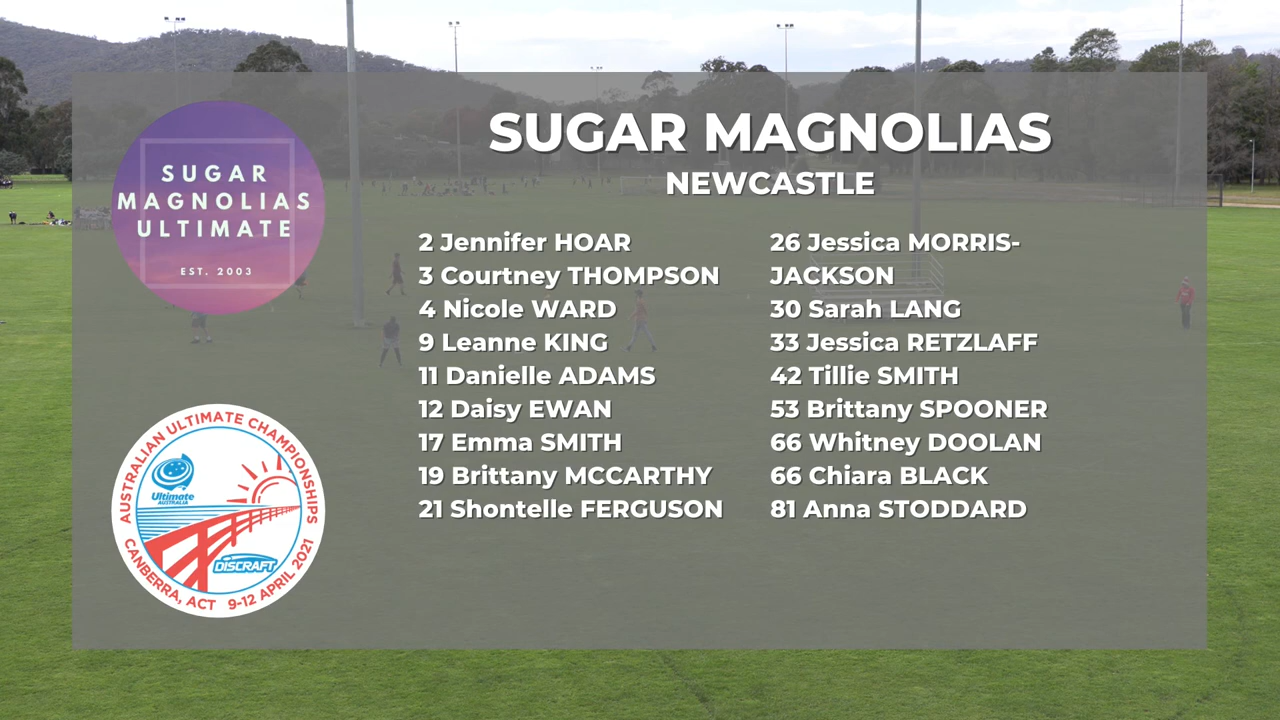 SUGAR MAGNOLIAS
NEWCASTLE
SUGAR
MAGNOLIAS
ULTIMATE
EST. 2003
2 Jennifer HOAR
3 Courtney THOMPSON
4 Nicole WARD
9 Leanne KING
11 Danielle ADAMS
12 Daisy EWAN
17 Emma SMITH
19 Brittany MCCARTHY
21 Shontelle FERGUSON
26 Jessica MORRIS-
JACKSON
30 Sarah LANG
33 Jessica RETZLAFF
42 Tillie SMITH
53 Brittany SPOONER
66 Whitney DOOLAN
66 Chiara BLACK
81 Anna STODDARD
AUSTRALIAN ULTIMATE CHAMPIONSHIPS
Ultimate
AUSTRALIA
DISCRAFT
CANBERRA, ACT 9-12 APRIL 2021